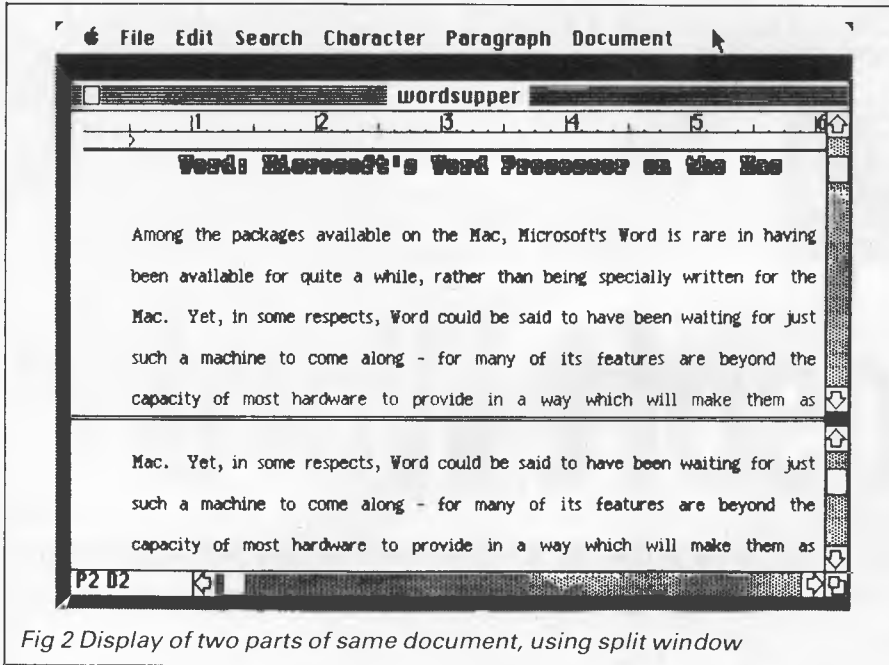 File Edit Search Character Paragraph Document
wordsupper
1 2 3 4 5 6
Word: Microsoft's Word Processor on the Mac
Among the packages available on the Mac, Microsoft's Word is rare in having
been available for quite a while, rather than being specially written for the
Mac. Yet, in some respects, Word could be said to have been waiting for just
such a machine to come along - for many of its features are beyond the
capacity of most hardware to provide in a way which will make them as
Mac. Yet, in some respects, Word could be said to have been waiting for just
such a machine to come along - for many of its features are beyond the
capacity of most hardware to provide in a way which will make them as
P2 D2
Fig 2 Display of two parts of same document, using split window